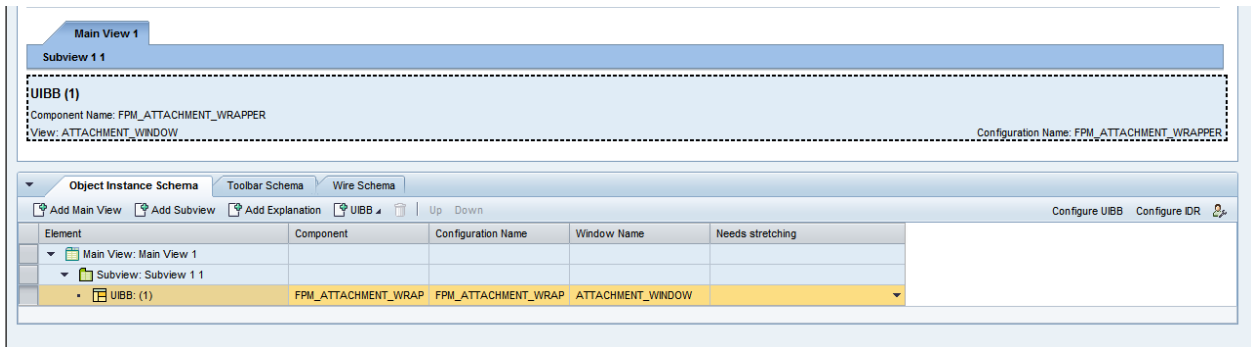 Main View 1
Subview 1 1
UIBB (1)
Component Name: FPM_ATTACHMENT_WRAPPER
View: ATTACHMENT_WINDOW Configuration Name: FPM_ATTACHMENT_WRAPPER
Object Instance Schema Toolbar Schema Wire Schema
Add Main View Add Subview Add Explanation UIBB Up Down Configure UIBB Configure IDR
Element Component Configuration Name Window Name Needs stretching
Main View: Main View 1
Subview: Subview 1 1
UIBB: (1) FPM_ATTACHMENT_WRAP FPM_ATTACHMENT_WRAP ATTACHMENT_WINDOW